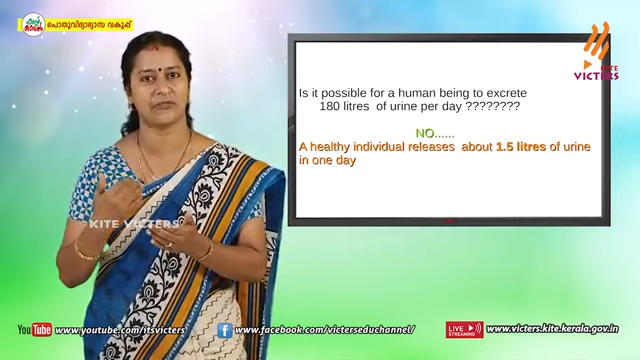 പൊതുവിദ്യാഭ്യാസ വകുപ്പ്
KITE
VICTERS
Is it possible for a human being to excrete
180 litres of urine per day ????????
NO......
A healthy individual releases about 1.5 litres of urine
in one day
KITE VICTERS
YouTube www.youtube.com/itsvicters
f www.facebook.com/victerseduchannel/
LIVE STREAMING www.victers.kite.kerala.gov.in